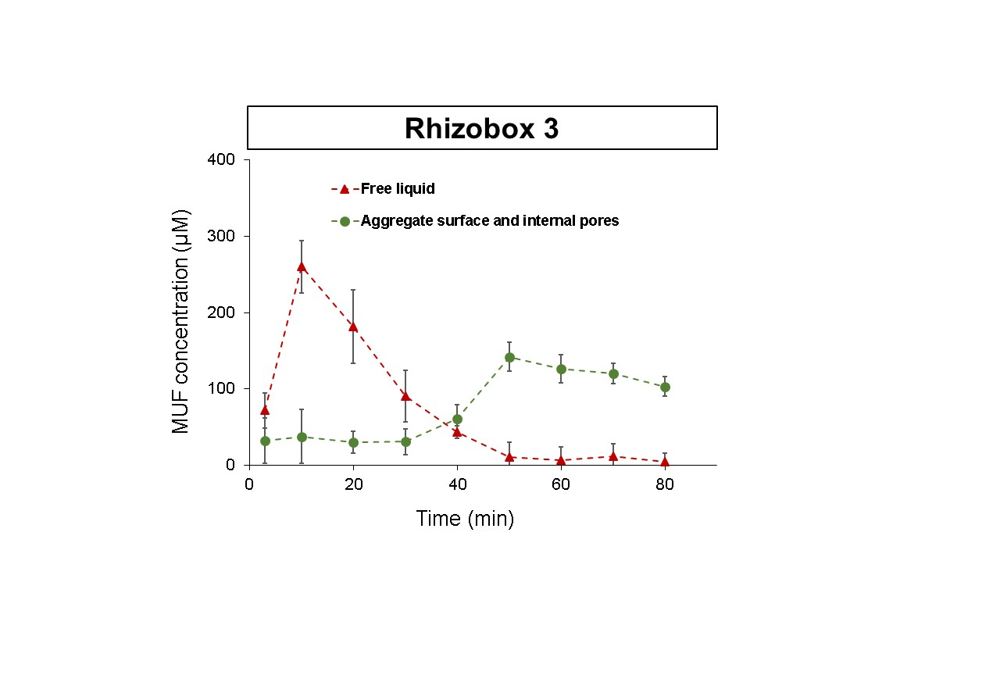 Rhizobox 3
400
300
200
100
0
MUF concentration (µM)
Free liquid
Aggregate surface and internal pores
0 20 40 60 80
Time (min)